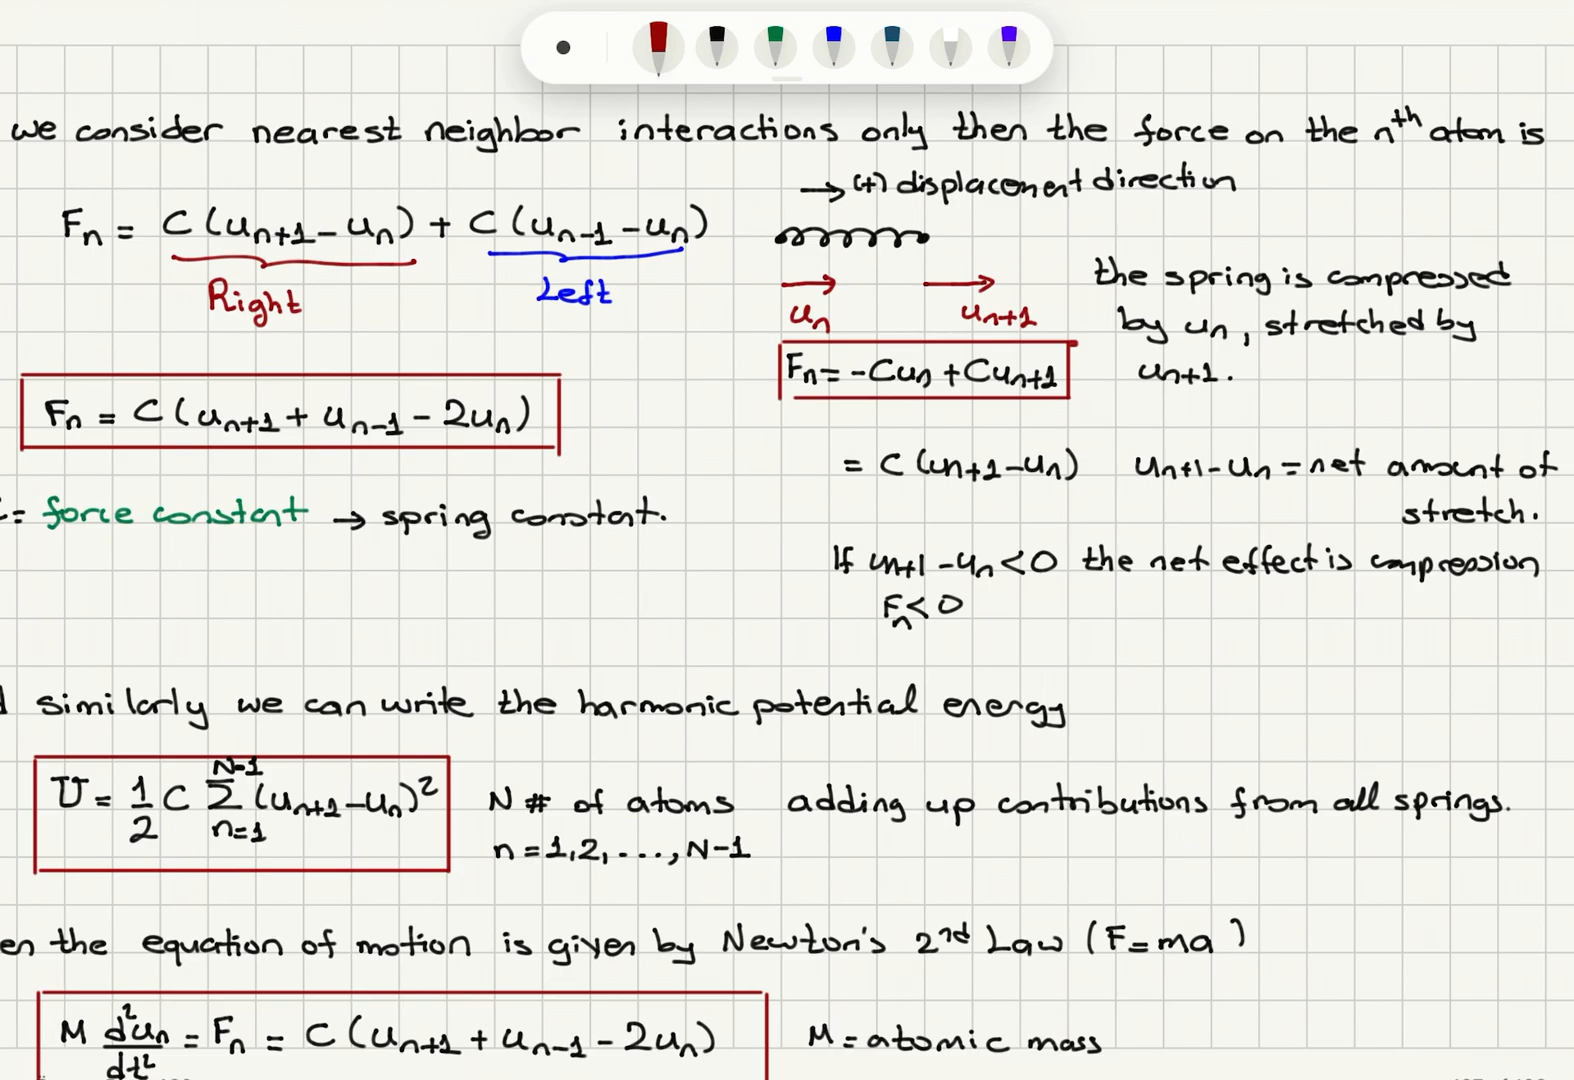 we consider nearest neighbor interactions only then the force on the nth atom is
→ (+) displacement direction
Fn = C (un+1 - un) + C (un-1 - un)
Right
Left
un
un+1
the spring is compressed
by un, stretched by
un+1.
Fn = -Cun + Cun+1
Fn = C (un+1 + un-1 - 2un)
= C (un+1 - un) un+1 - un = net amount of
stretch.
= force constant → spring constant.
If un+1 - un < 0 the net effect is compression
Fn < 0
similarly we can write the harmonic potential energy
U = 1/2 C N-1 Σ n=1 (un+1 - un)²
N # of atoms adding up contributions from all springs.
n = 1,2, ..., N-1
en the equation of motion is given by Newton's 2nd Law (F = ma)
M d²un/dt² = Fn = C (un+1 + un-1 - 2un) M = atomic mass